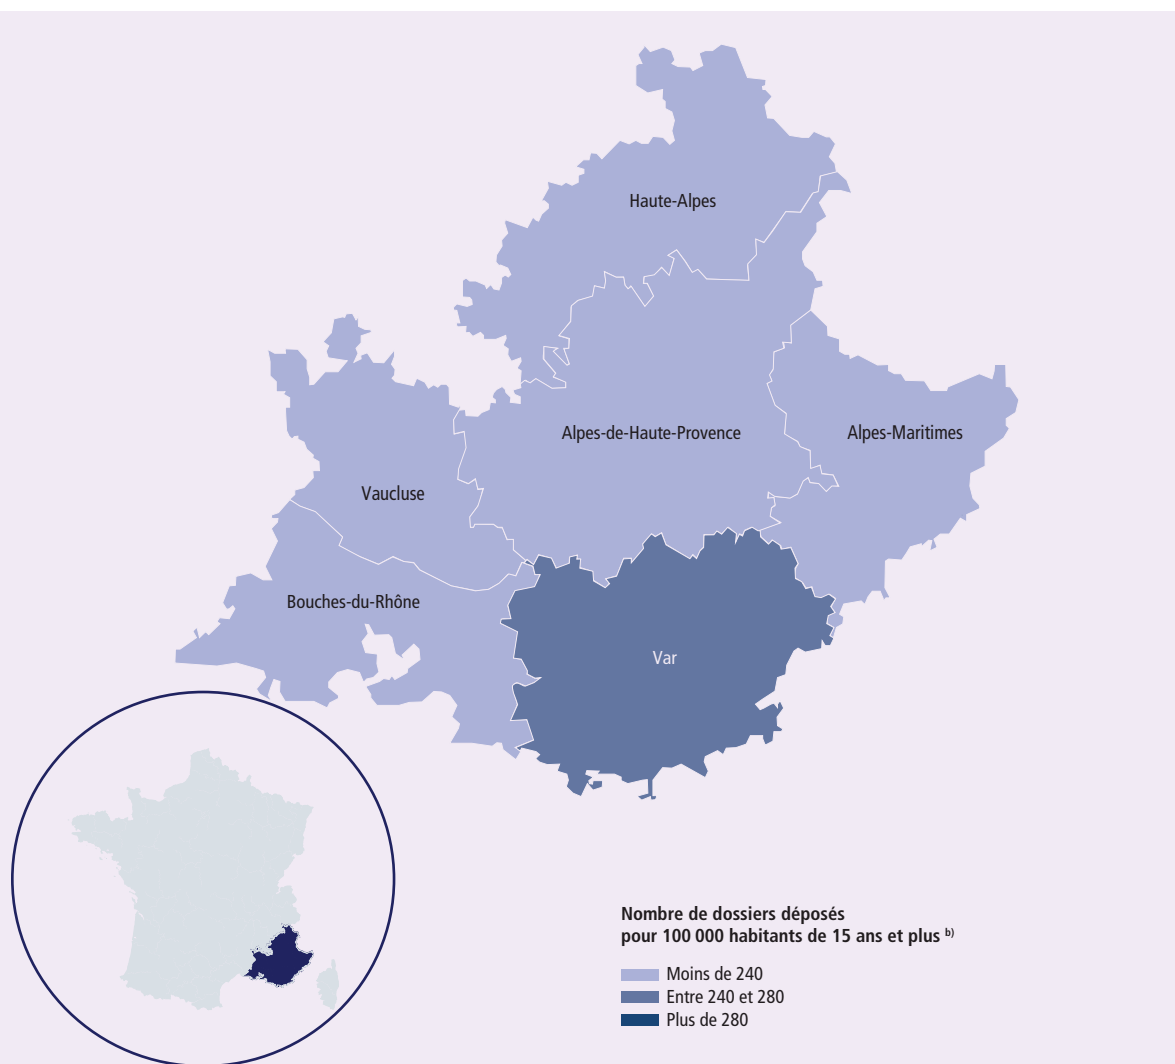 Haute-Alpes
Alpes-de-Haute-Provence
Alpes-Maritimes
Vaucluse
Bouches-du-Rhône
Var
Nombre de dossiers déposés
pour 100 000 habitants de 15 ans et plus b)
Moins de 240
Entre 240 et 280
Plus de 280